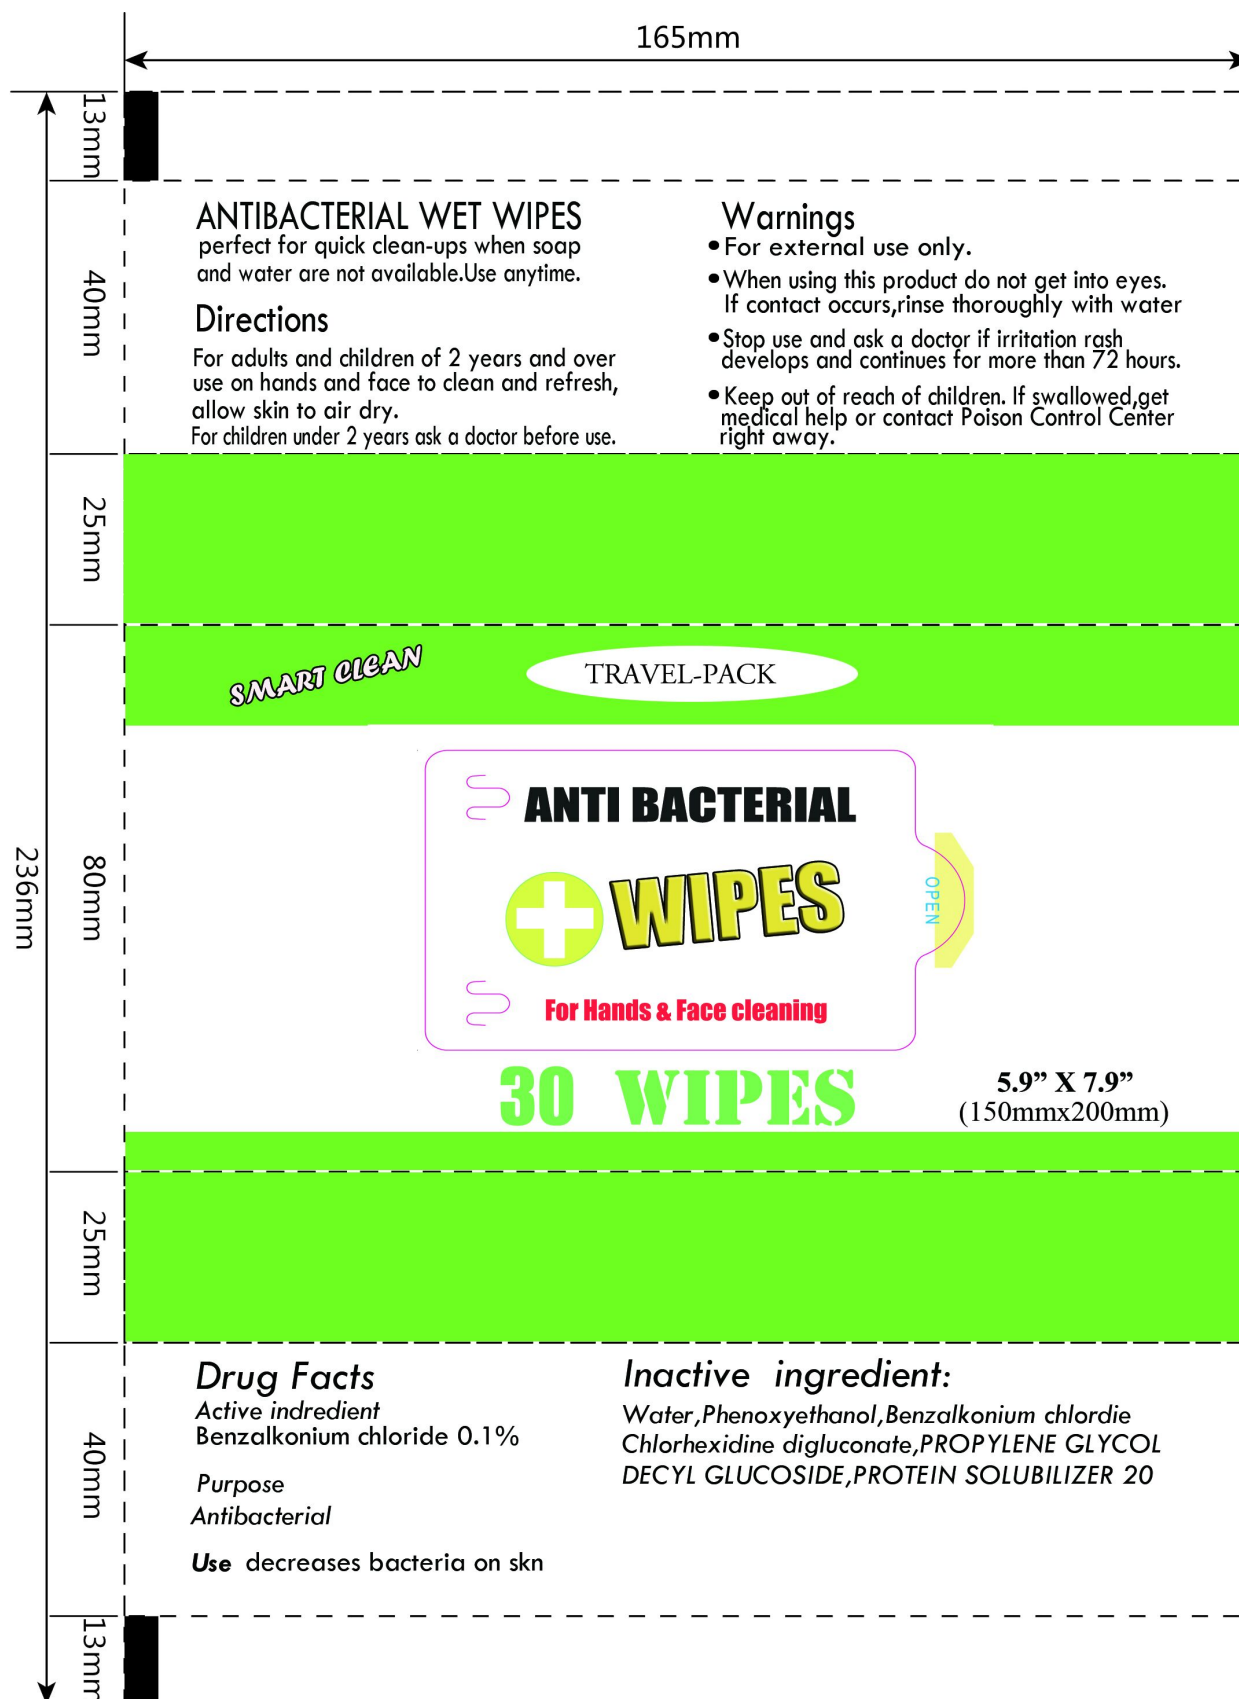 165mm
13mm
ANTIBACTERIAL WET WIPES
perfect for quick clean-ups when soap
and water are not available.Use anytime.
Directions
For adults and children of 2 years and over
use on hands and face to clean and refresh,
allow skin to air dry.
For children under 2 years ask a doctor before use.
Warnings
•For external use only.
•When using this product do not get into eyes.
If contact occurs,rinse thoroughly with water
•Stop use and ask a doctor if irritation rash
develops and continues for more than 72 hours.
•Keep out of reach of children. If swallowed,get
medical help or contact Poison Control Center
right away.
40mm
25mm
SMART CLEAN
TRAVEL-PACK
ANTI BACTERIAL
WIPES
OPEN
For Hands & Face cleaning
30 WIPES
5.9” X 7.9”
(150mmx200mm)
80mm
236mm
25mm
Drug Facts
Active indredient
Benzalkonium chloride 0.1%
Purpose
Antibacterial
Use decreases bacteria on skn
Inactive ingredient:
Water,Phenoxyethanol,Benzalkonium chlordie
Chlorhexidine digluconate,PROPYLENE GLYCOL
DECYL GLUCOSIDE,PROTEIN SOLUBILIZER 20
40mm
13mm